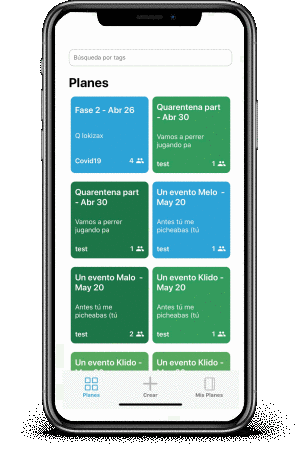 Búsqueda por tags
Planes
Fase 2 - Abr 26
Q lokizax
Covid19 4
Quarentena part
- Abr 30
Vamos a perrer
jugando pa
test 1
Quarentena part
- Abr 30
Vamos a perrer
jugando pa
test 1
Un evento Melo -
May 20
Antes tú me
picheabas (tú
test 1
Un evento Malo -
May 20
Antes tú me
picheabas (tú
test 2
Un evento Klido -
May 20
Antes tú me
picheabas (tú
test 1
Un evento Klido -
May 20
Un evento Klido -
May 20
Planes
Crear
Mis Planes